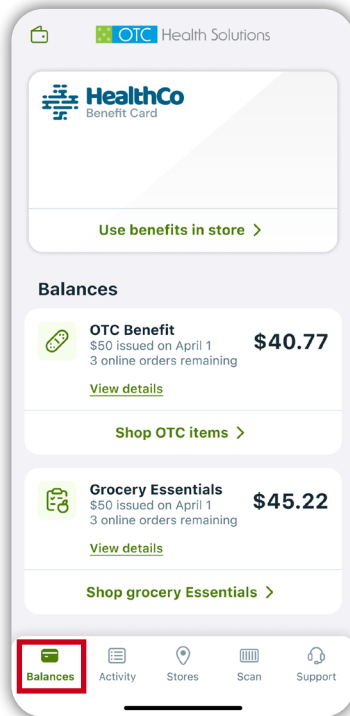 OTC Health Solutions
HealthCo
Benefit Card
Use benefits in store >
Balances
OTC Benefit
$50 issued on April 1
3 online orders remaining
$40.77
View details
Shop OTC items >
Grocery Essentials
$50 issued on April 1
3 online orders remaining
$45.22
View details
Shop grocery Essentials >
Balances Activity Stores Scan Support